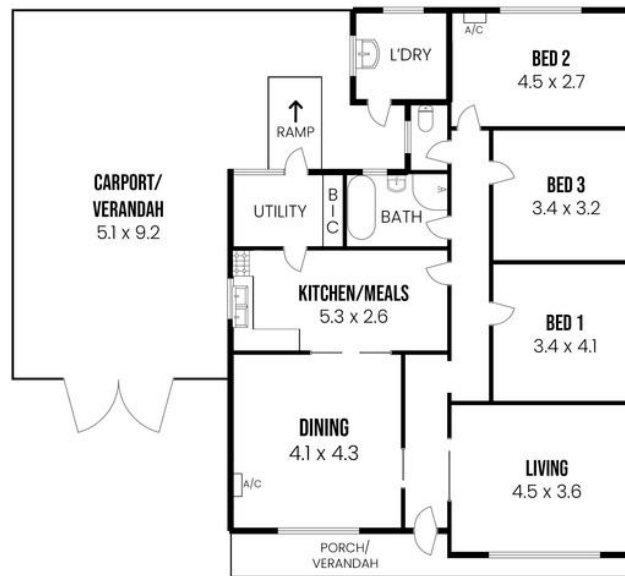 A/C
BED 2
4.5 x 2.7
L'DRY
RAMP
CARPORT/
VERANDAH
5.1 x 9.2
UTILITY
B
I
C
BATH
BED 3
3.4 x 3.2
KITCHEN/MEALS
5.3 x 2.6
BED 1
3.4 x 4.1
DINING
4.1 x 4.3
A/C
LIVING
4.5 x 3.6
PORCH/
VERANDAH